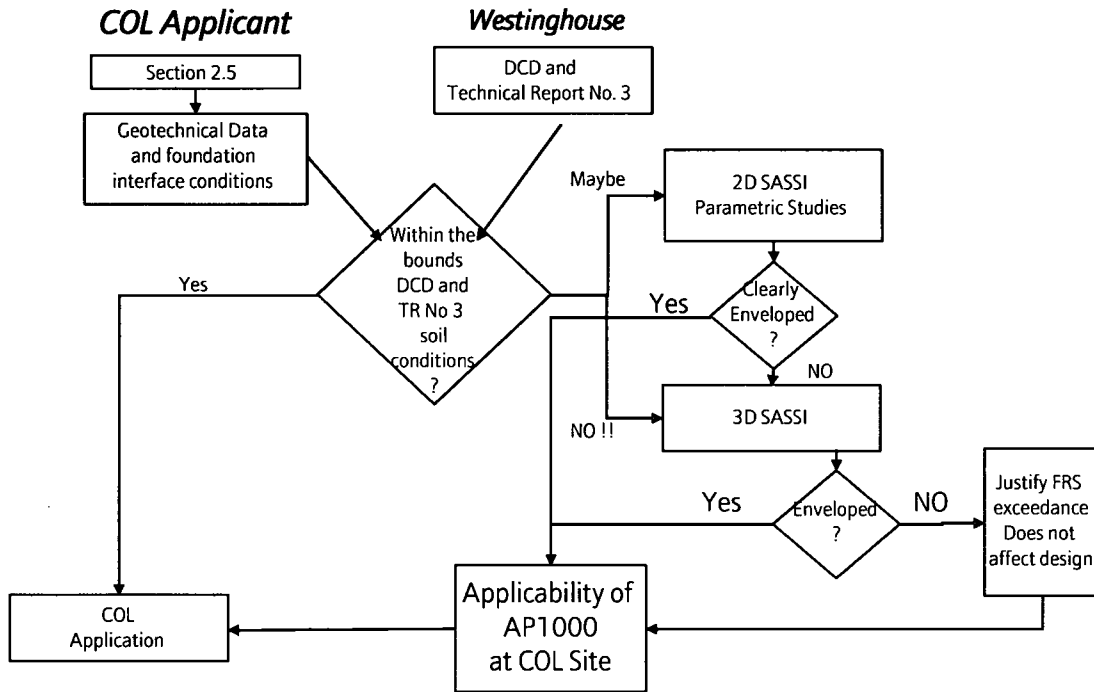 COL Applicant
Westinghouse
Section 2.5
DCD and
Technical Report No. 3
Geotechnical Data
and foundation
interface conditions
Maybe
2D SASSI
Parametric Studies
Within the
bounds
DCD and
TR No 3
soil
conditions
?
Yes
Yes
Clearly
Enveloped
?
NO
NO !!
3D SASSI
Yes
Enveloped
?
NO
Justify FRS
exceedance
Does not
affect design
Applicability of
AP1000
at COL Site
COL
Application